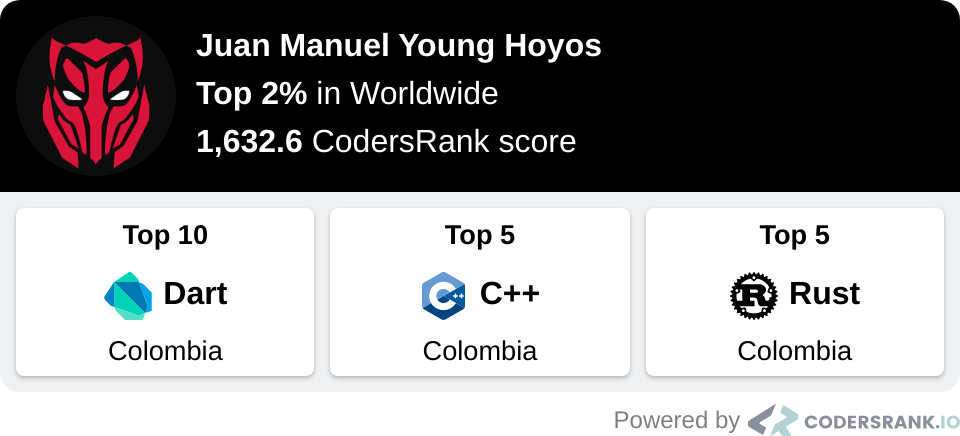 Juan Manuel Young Hoyos
Top 2% in Worldwide
1,632.6 CodersRank score
Top 10
Dart
Colombia
Top 5
C++
Colombia
Top 5
R Rust
Colombia
Powered by CODERSRANK.IO